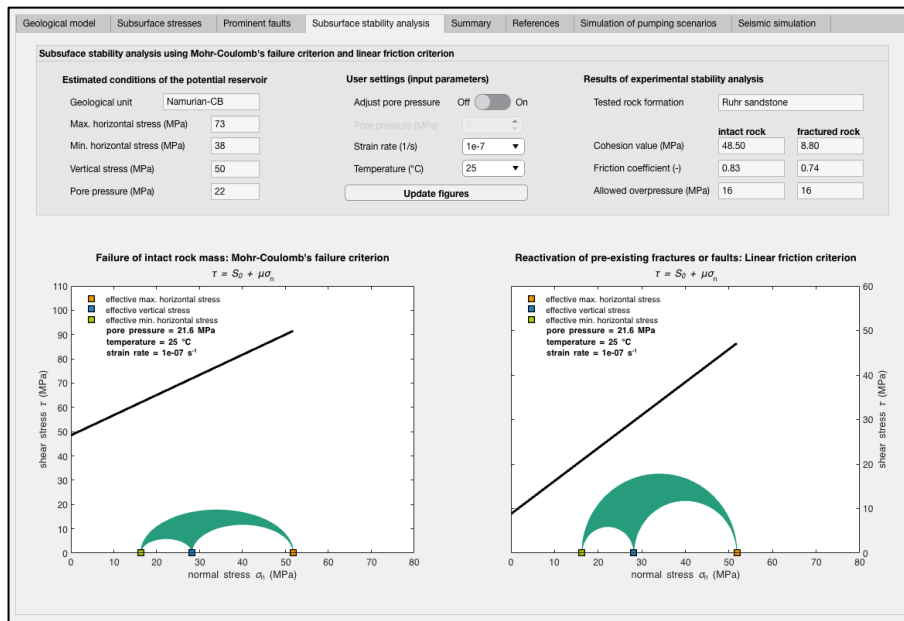 Geological model Subsurface stresses Prominent faults Subsurface stability analysis Summary References Simulation of pumping scenarios Seismic simulation
Subsuface stability analysis using Mohr-Coulomb's failure criterion and linear friction criterion
Estimated conditions of the potential reservoir
Geological unit Namurian-CB
Max. horizontal stress (MPa) 73
Min. horizontal stress (MPa) 38
Vertical stress (MPa) 50
Pore pressure (MPa) 22
User settings (input parameters)
Adjust pore pressure Off On
Pore pressure (MPa) 0
Strain rate (1/s) 1e-7
Temperature (°C) 25
Update figures
Results of experimental stability analysis
Tested rock formation Ruhr sandstone
intact rock fractured rock
Cohesion value (MPa) 48.50 8.80
Friction coefficient (-) 0.83 0.74
Allowed overpressure (MPa) 16 16
Failure of intact rock mass: Mohr-Coulomb's failure criterion
τ = S₀ + μσₙ
effective max. horizontal stress
effective vertical stress
effective min. horizontal stress
pore pressure = 21.6 MPa
temperature = 25 °C
strain rate = 1e-07 s⁻¹
110
100
90
80
70
60
50
40
30
20
10
0
shear stress τ (MPa)
0 10 20 30 40 50 60 70 80
normal stress σₙ (MPa)
Reactivation of pre-existing fractures or faults: Linear friction criterion
τ = S₀ + μσₙ
effective max. horizontal stress
effective vertical stress
effective min. horizontal stress
pore pressure = 21.6 MPa
temperature = 25 °C
strain rate = 1e-07 s⁻¹
60
50
40
30
20
10
0
shear stress τ (MPa)
0 10 20 30 40 50 60 70 80
normal stress σₙ (MPa)